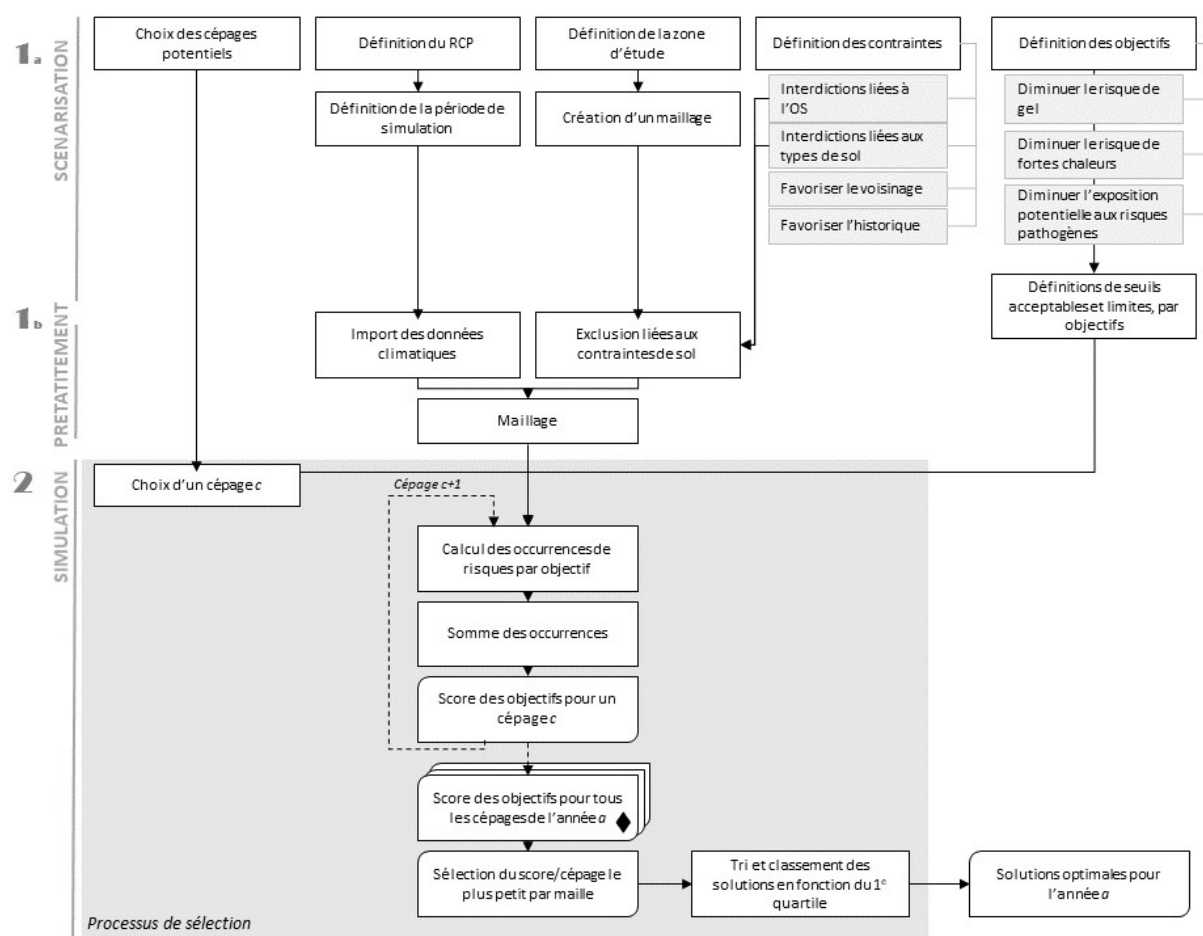 1a
SCENARISATION
Choix des cépages
potentiels
Définition du RCP
Définition de la zone
d'étude
Définition des contraintes
Définition des objectifs
Définition de la période de
simulation
Création d'un maillage
Interdictions liées à
l'OS
Interdictions liées aux
types de sol
Favoriser le voisinage
Favoriser l'historique
Diminuer le risque de
gel
Diminuer le risque de
fortes chaleurs
Diminuer l'exposition
potentielle aux risques
pathogènes
Définitions de seuils
acceptables et limites, par
objectifs
1b
PRETATITEMENT
Import des données
climatiques
Exclusion liées aux
contraintes de sol
Maillage
2
SIMULATION
Choix d'un cépage c
Cépage c+1
Calcul des occurrences de
risques par objectif
Somme des occurrences
Score des objectifs pour un
cépage c
Score des objectifs pour tous
les cépages de l'année a
Sélection du score/cépage le
plus petit par maille
Tri et classement des
solutions en fonction du 1e
quartile
Solutions optimales pour
l'année a
Processus de sélection